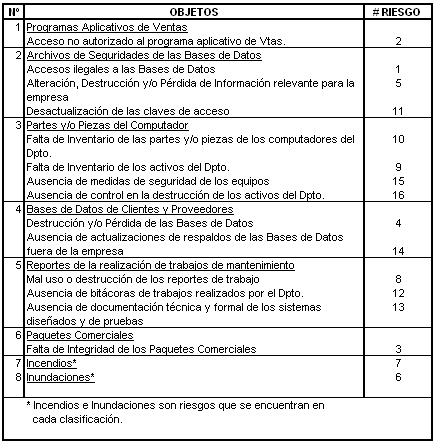 Nº OBJETOS # RIESGO
1 Programas Aplicativos de Ventas
Acceso no autorizado al programa aplicativo de Vtas. 2
2 Archivos de Seguridades de las Bases de Datos
Accesos ilegales a las Bases de Datos 1
Alteración, Destrucción y/o Pérdida de Información relevante para la 5
empresa
Desactualización de las claves de acceso 11
3 Partes y/o Piezas del Computador
Falta de Inventario de las partes y/o piezas de los computadores del 10
Dpto.
Falta de Inventario de los activos del Dpto. 9
Ausencia de medidas de seguridad de los equipos 15
Ausencia de control en la destrucción de los activos del Dpto. 16
4 Bases de Datos de Clientes y Proveedores
Destrucción y/o Pérdida de las Bases de Datos 4
Ausencia de actualizaciones de respaldos de las Bases de Datos
fuera de la empresa 14
5 Reportes de la realización de trabajos de mantenimiento
Mal uso o destrucción de los reportes de trabajo 8
Ausencia de bitácoras de trabajos realizados por el Dpto. 12
Ausencia de documentación técnica y formal de los sistemas 13
diseñados y de pruebas
6 Paquetes Comerciales
Falta de Integridad de los Paquetes Comerciales 3
7 Incendios* 7
8 Inundaciones* 6
* Incendios e Inundaciones son riesgos que se encuentran en
cada clasificación.